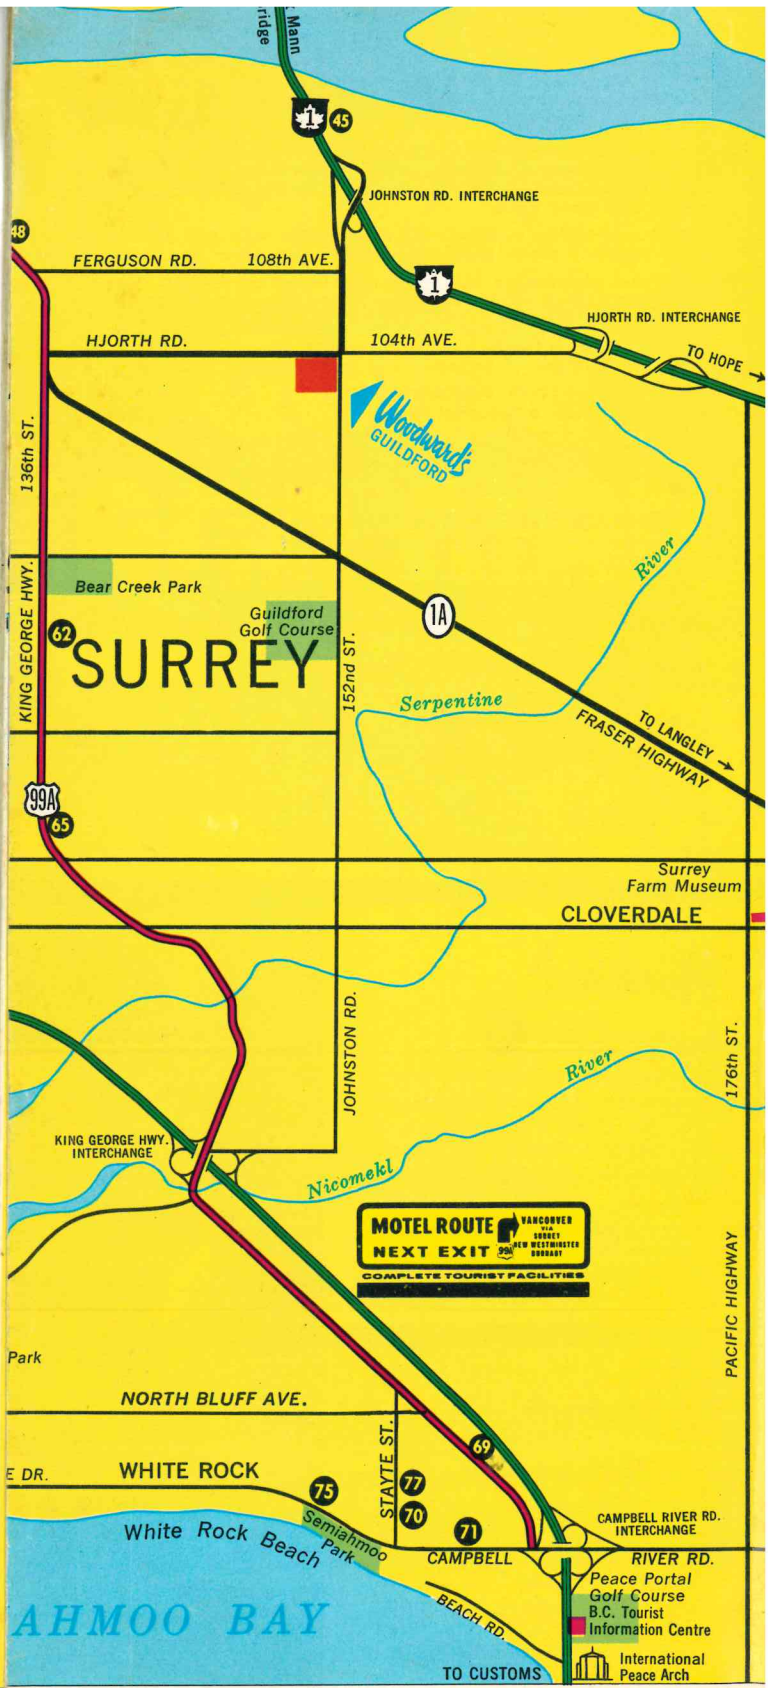 Mann
ridge
1
45
JOHNSTON RD. INTERCHANGE
48
FERGUSON RD.
108th AVE.
1
HJORTH RD. INTERCHANGE
HJORTH RD.
104th AVE.
TO HOPE →
Woodward's
GUILDFORD
136th ST.
River
Bear Creek Park
Guildford
Golf Course
1A
KING GEORGE HWY.
62
SURREY
152nd ST.
Serpentine
TO LANGLEY →
FRASER HIGHWAY
99A
65
Surrey
Farm Museum
CLOVERDALE
JOHNSTON RD.
176th ST.
River
KING GEORGE HWY.
INTERCHANGE
Nicomekl
MOTEL ROUTE
NEXT EXIT
99A
VANCOUVER
VIA
SURREY
NEW WESTMINSTER
BURNABY
COMPLETE TOURIST FACILITIES
PACIFIC HIGHWAY
Park
NORTH BLUFF AVE.
STAYTE ST.
69
E DR.
WHITE ROCK
75
77
70
71
Semiahmoo
Park
White Rock Beach
CAMPBELL RIVER RD.
INTERCHANGE
CAMPBELL
RIVER RD.
Peace Portal
Golf Course
B.C. Tourist
Information Centre
BEACH RD.
AHMOO BAY
International
Peace Arch
TO CUSTOMS